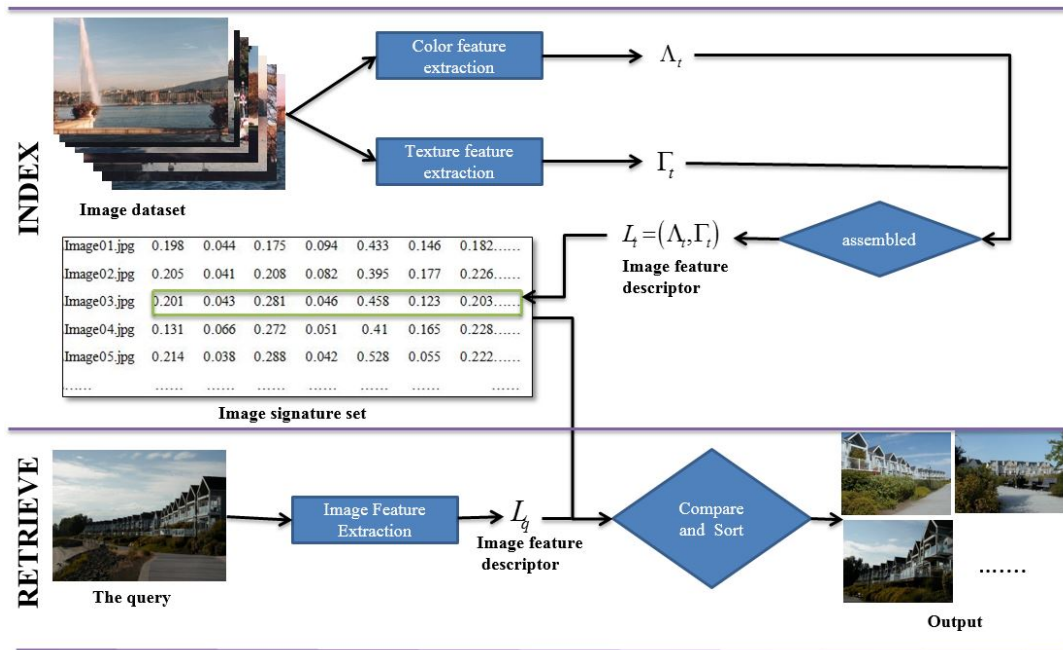 INDEX
Color feature
extraction
Λt
Texture feature
extraction
Γt
Image dataset
assembled
Lt=(Λt,Γt)
Image feature
descriptor
Image01.jpg 0.198 0.044 0.175 0.094 0.433 0.146 0.182......
Image02.jpg 0.205 0.041 0.208 0.082 0.395 0.177 0.226......
Image03.jpg 0.201 0.043 0.281 0.046 0.458 0.123 0.203......
Image04.jpg 0.131 0.066 0.272 0.051 0.41 0.165 0.228......
Image05.jpg 0.214 0.038 0.288 0.042 0.528 0.055 0.222......
...... ...... ...... ...... ...... ...... ...... ......
Image signature set
RETRIEVE
The query
Image Feature
Extraction
Lq
Image feature
descriptor
Compare
and Sort
.......
Output